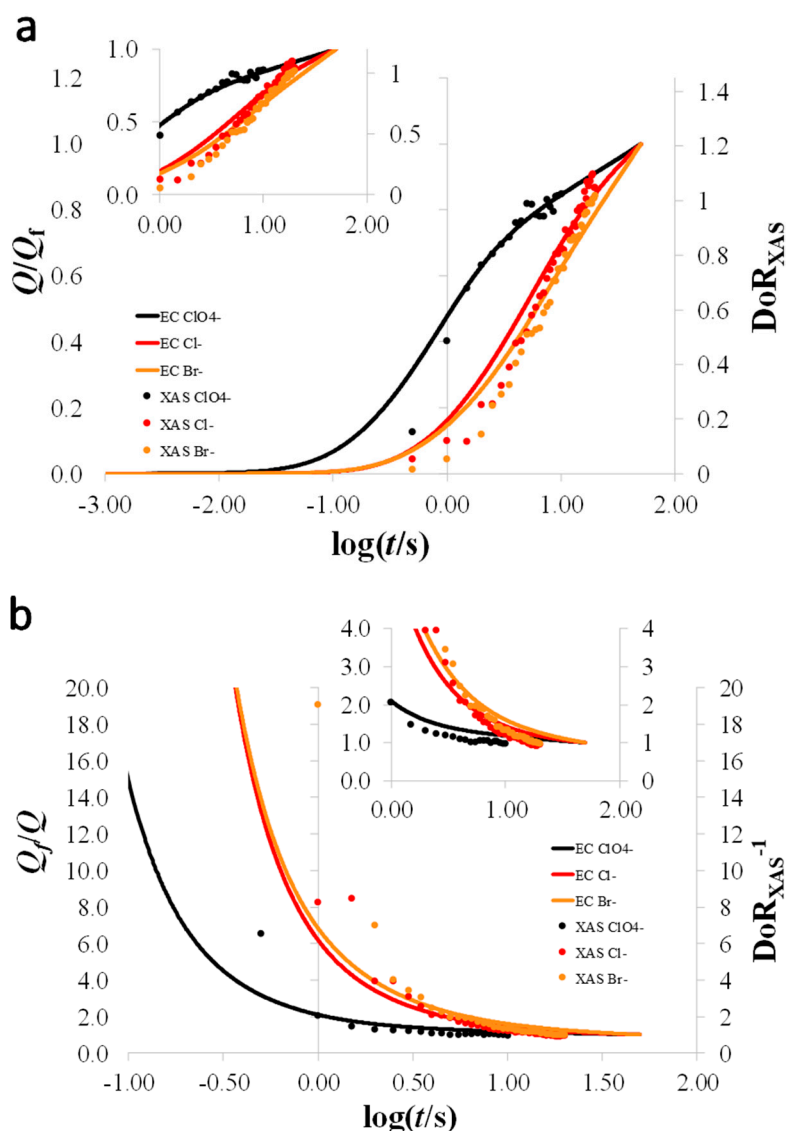 a
1.0
0.5
0.0
0.00
1.00
2.00
1
0.5
0
1.2
1.0
0.8
0.6
0.4
0.2
0.0
Q/Qf
EC ClO4-
EC Cl-
EC Br-
XAS ClO4-
XAS Cl-
XAS Br-
1.4
1.2
1
0.8
0.6
0.4
0.2
0
DoRXAS
-3.00 -2.00 -1.00 0.00 1.00 2.00
log(t/s)
b
4.0
3.0
2.0
1.0
0.0
0.00 1.00 2.00
4
3
2
1
0
20.0
18.0
16.0
14.0
12.0
10.0
8.0
6.0
4.0
2.0
0.0
Qf/Q
EC ClO4-
EC Cl-
EC Br-
XAS ClO4-
XAS Cl-
XAS Br-
20
18
16
14
12
10
8
6
4
2
0
DoRXAS-1
-1.00 -0.50 0.00 0.50 1.00 1.50 2.00
log(t/s)